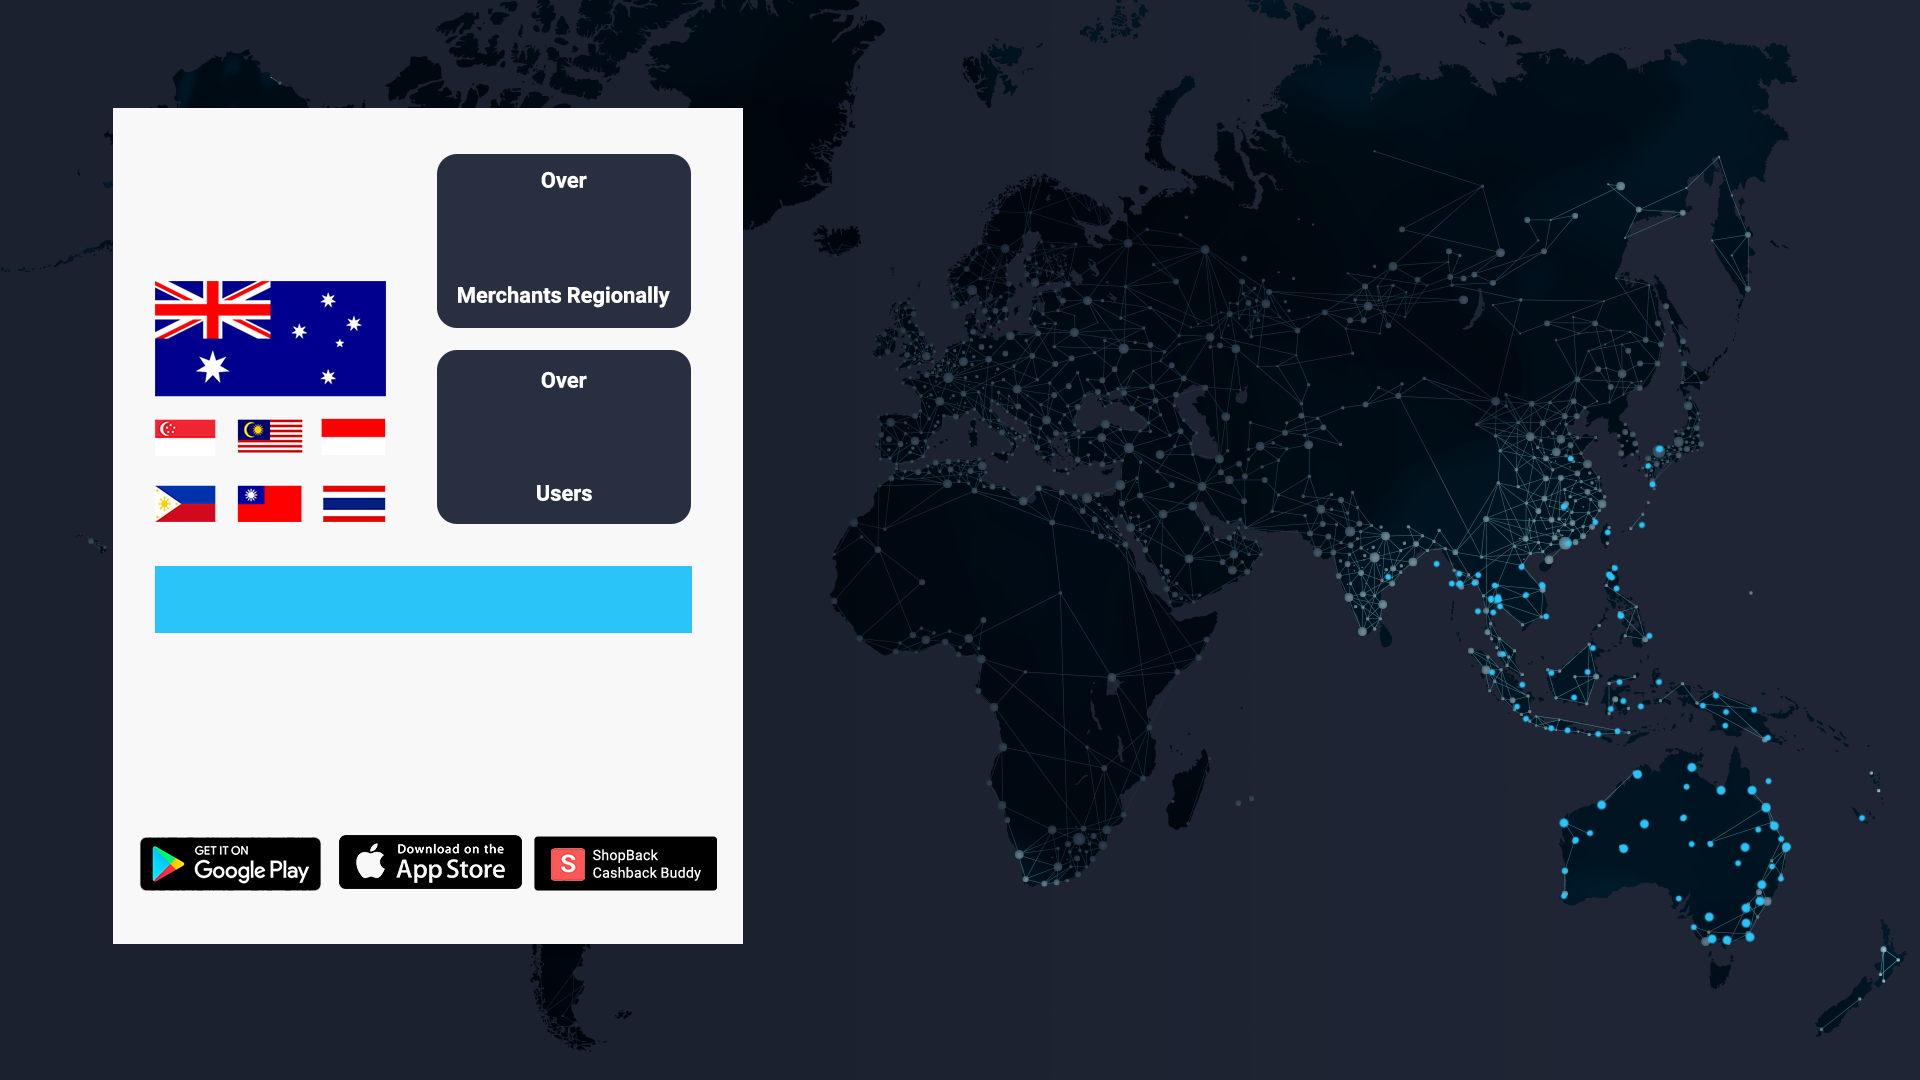 Over
Merchants Regionally
Over
Users
GET IT ON
Google Play
Download on the
App Store
S
ShopBack
Cashback Buddy